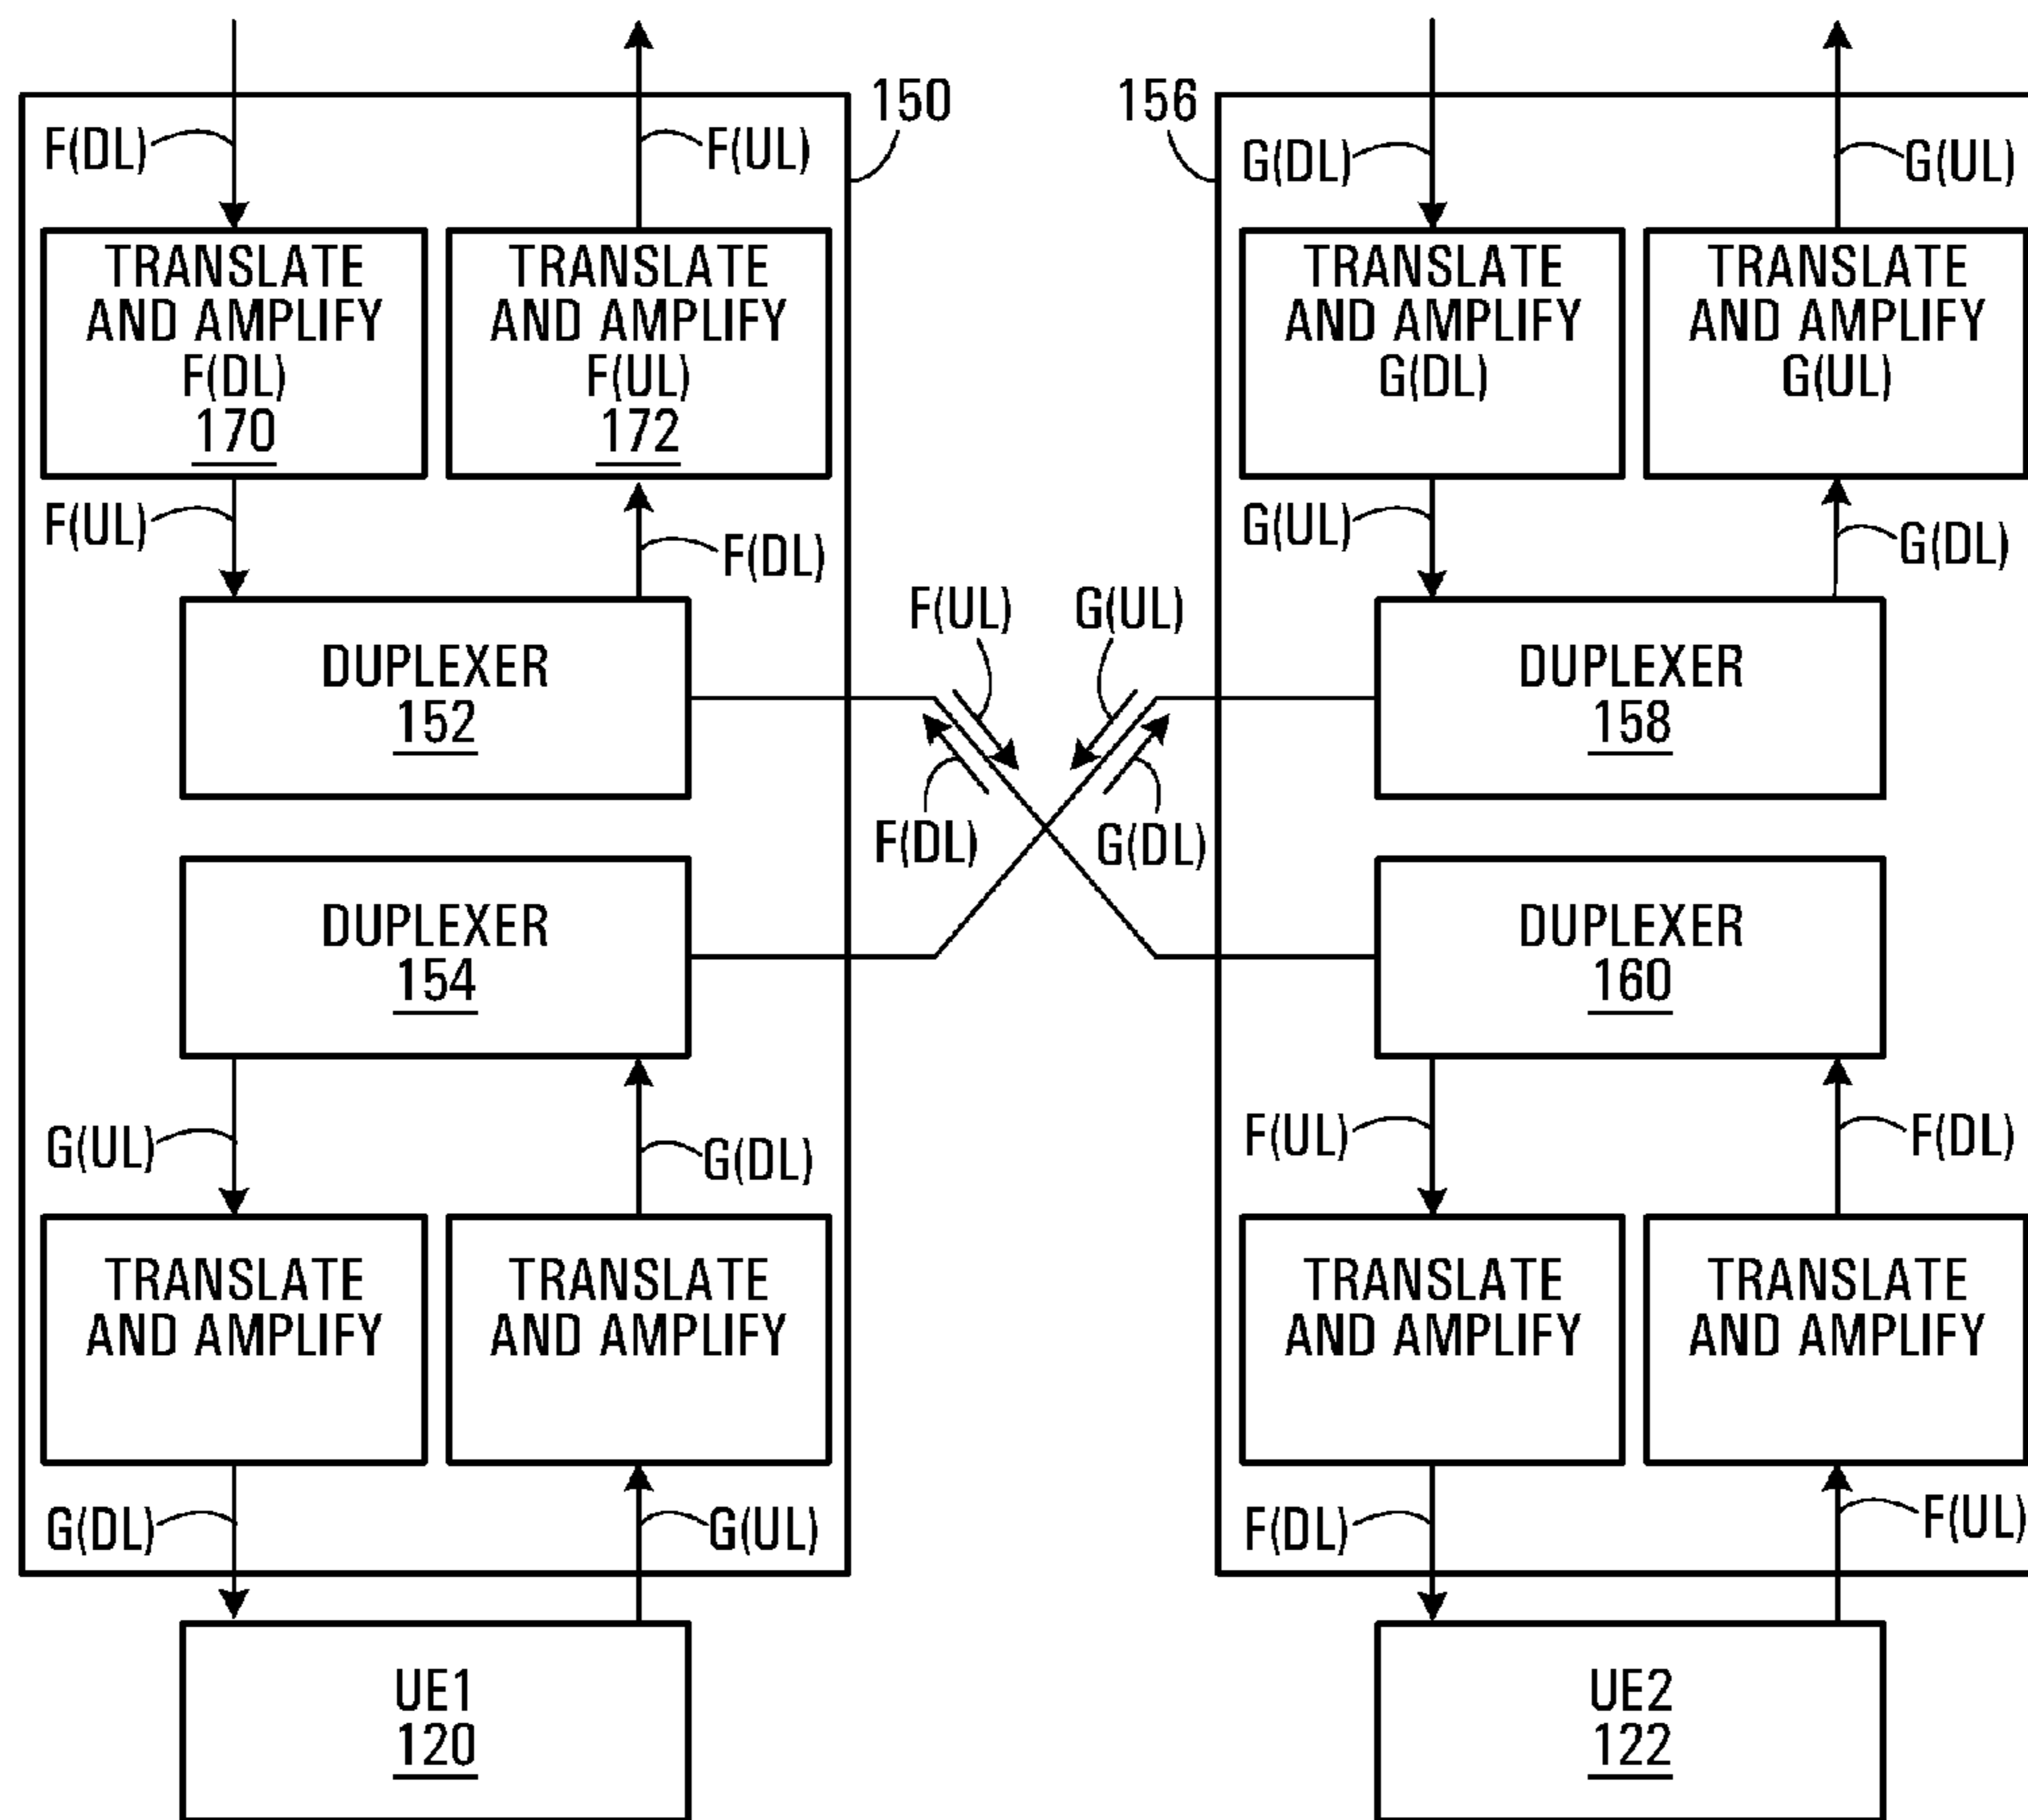 150
156
F(DL)
F(UL)
G(DL)
G(UL)
TRANSLATE
AND AMPLIFY
F(DL)
170
TRANSLATE
AND AMPLIFY
F(UL)
172
TRANSLATE
AND AMPLIFY
G(DL)
TRANSLATE
AND AMPLIFY
G(UL)
F(UL)
F(DL)
G(UL)
G(DL)
F(UL)
G(UL)
DUPLEXER
152
DUPLEXER
158
F(DL)
G(DL)
DUPLEXER
154
DUPLEXER
160
G(UL)
G(DL)
F(UL)
F(DL)
TRANSLATE
AND AMPLIFY
TRANSLATE
AND AMPLIFY
TRANSLATE
AND AMPLIFY
TRANSLATE
AND AMPLIFY
G(DL)
G(UL)
F(DL)
F(UL)
UE1
120
UE2
122